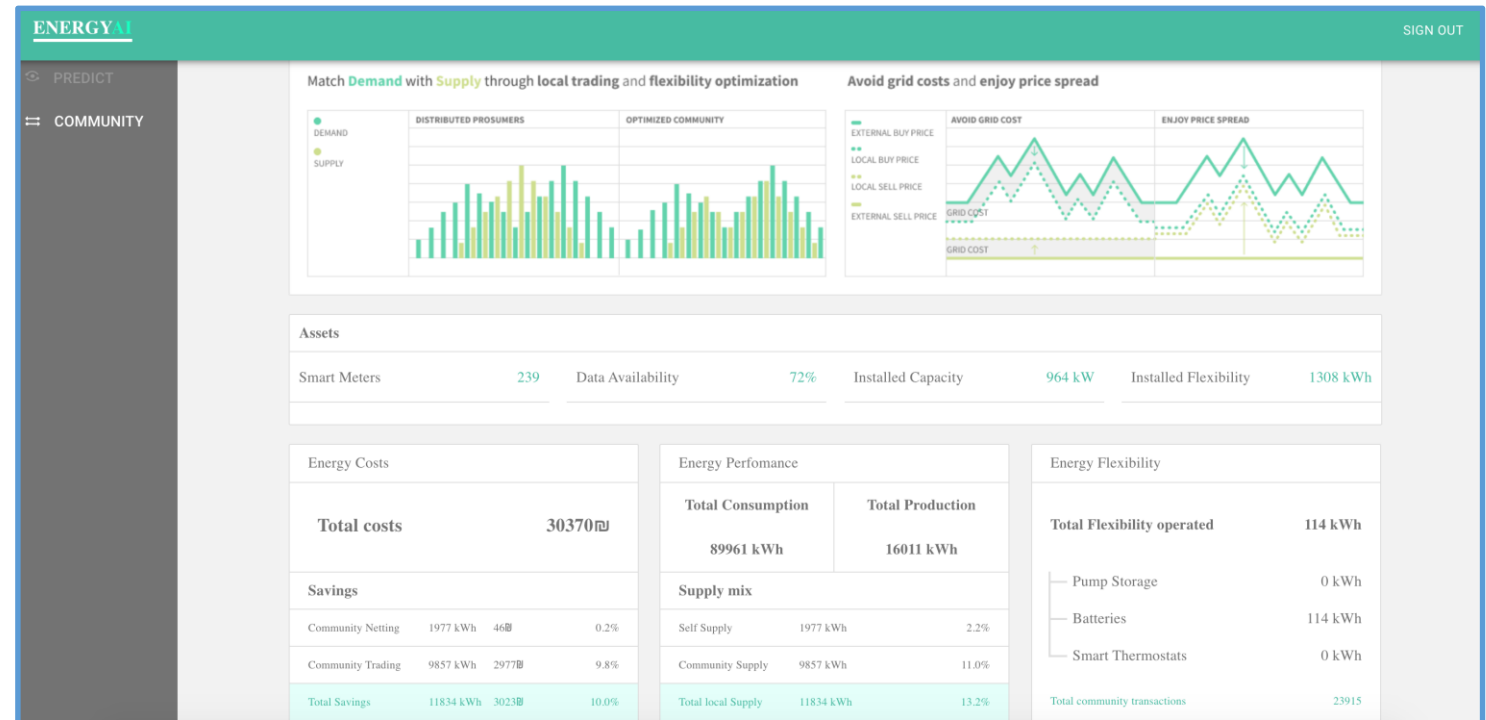 ENERGYAI
SIGN OUT
PREDICT
COMMUNITY
Match Demand with Supply through local trading and flexibility optimization
Avoid grid costs and enjoy price spread
DEMAND
SUPPLY
DISTRIBUTED PROSUMERS
OPTIMIZED COMMUNITY
EXTERNAL BUY PRICE
LOCAL BUY PRICE
LOCAL SELL PRICE
EXTERNAL SELL PRICE
AVOID GRID COST
ENJOY PRICE SPREAD
GRID COST
GRID COST
Assets
Smart Meters 239
Data Availability 72%
Installed Capacity 964 kW
Installed Flexibility 1308 kWh
Energy Costs
Total costs 30370₪
Savings
Community Netting 1977 kWh 46₪ 0.2%
Community Trading 9857 kWh 2977₪ 9.8%
Total Savings 11834 kWh 3023₪ 10.0%
Energy Perfomance
Total Consumption
89961 kWh
Total Production
16011 kWh
Supply mix
Self Supply 1977 kWh 2.2%
Community Supply 9857 kWh 11.0%
Total local Supply 11834 kWh 13.2%
Energy Flexibility
Total Flexibility operated 114 kWh
Pump Storage 0 kWh
Batteries 114 kWh
Smart Thermostats 0 kWh
Total community transactions 23915